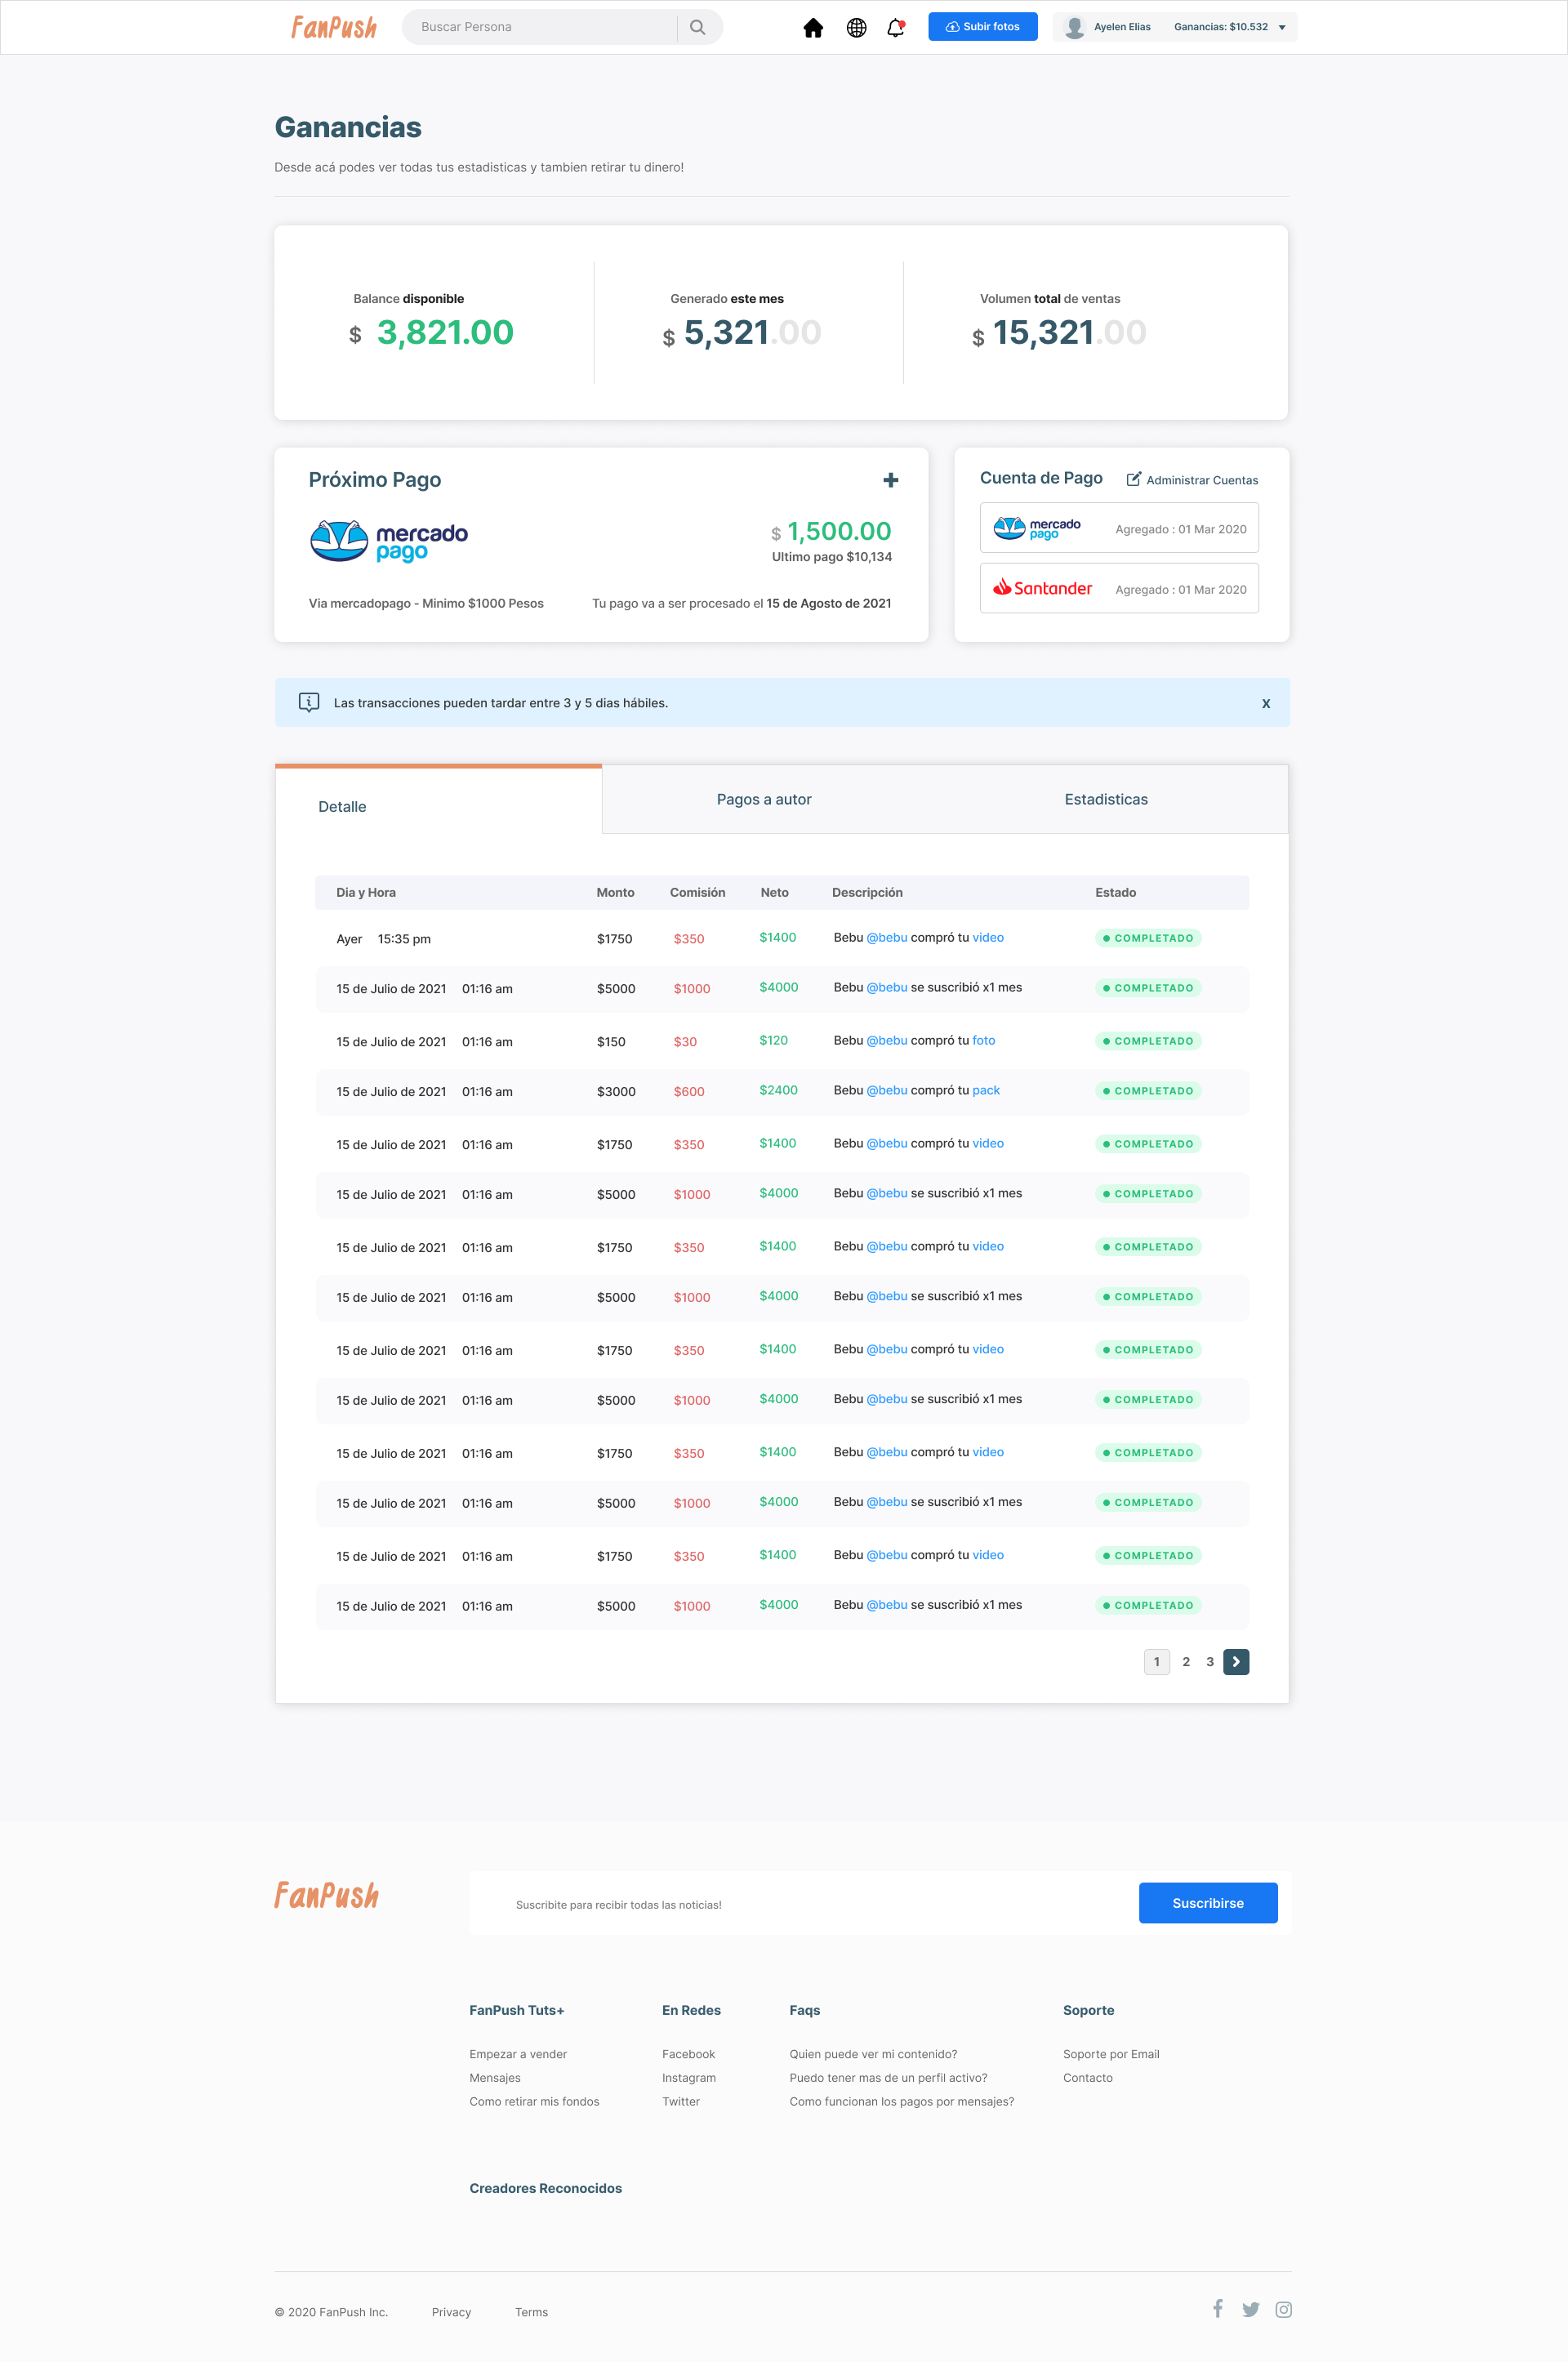 FanPush Buscar Persona Subir fotos Ayelen Elias Ganancias: $10.532
Ganancias
Desde acá podes ver todas tus estadisticas y tambien retirar tu dinero!
Balance disponible
$ 3,821.00
Generado este mes
$ 5,321.00
Volumen total de ventas
$ 15,321.00
Próximo Pago
mercado
pago
$ 1,500.00
Ultimo pago $10,134
Via mercadopago - Minimo $1000 Pesos
Tu pago va a ser procesado el 15 de Agosto de 2021
Cuenta de Pago Administrar Cuentas
mercado
pago
Agregado : 01 Mar 2020
Santander Agregado : 01 Mar 2020
Las transacciones pueden tardar entre 3 y 5 dias hábiles. X
Detalle Pagos a autor Estadisticas
Dia y Hora Monto Comisión Neto Descripción Estado
Ayer 15:35 pm $1750 $350 $1400 Bebu @bebu compró tu video COMPLETADO
15 de Julio de 2021 01:16 am $5000 $1000 $4000 Bebu @bebu se suscribió x1 mes COMPLETADO
15 de Julio de 2021 01:16 am $150 $30 $120 Bebu @bebu compró tu foto COMPLETADO
15 de Julio de 2021 01:16 am $3000 $600 $2400 Bebu @bebu compró tu pack COMPLETADO
15 de Julio de 2021 01:16 am $1750 $350 $1400 Bebu @bebu compró tu video COMPLETADO
15 de Julio de 2021 01:16 am $5000 $1000 $4000 Bebu @bebu se suscribió x1 mes COMPLETADO
15 de Julio de 2021 01:16 am $1750 $350 $1400 Bebu @bebu compró tu video COMPLETADO
15 de Julio de 2021 01:16 am $5000 $1000 $4000 Bebu @bebu se suscribió x1 mes COMPLETADO
15 de Julio de 2021 01:16 am $1750 $350 $1400 Bebu @bebu compró tu video COMPLETADO
15 de Julio de 2021 01:16 am $5000 $1000 $4000 Bebu @bebu se suscribió x1 mes COMPLETADO
15 de Julio de 2021 01:16 am $1750 $350 $1400 Bebu @bebu compró tu video COMPLETADO
15 de Julio de 2021 01:16 am $5000 $1000 $4000 Bebu @bebu se suscribió x1 mes COMPLETADO
15 de Julio de 2021 01:16 am $1750 $350 $1400 Bebu @bebu compró tu video COMPLETADO
15 de Julio de 2021 01:16 am $5000 $1000 $4000 Bebu @bebu se suscribió x1 mes COMPLETADO
1 2 3
FanPush Suscribite para recibir todas las noticias! Suscribirse
FanPush Tuts+
Empezar a vender
Mensajes
Como retirar mis fondos
En Redes
Facebook
Instagram
Twitter
Faqs
Quien puede ver mi contenido?
Puedo tener mas de un perfil activo?
Como funcionan los pagos por mensajes?
Soporte
Soporte por Email
Contacto
Creadores Reconocidos
© 2020 FanPush Inc. Privacy Terms